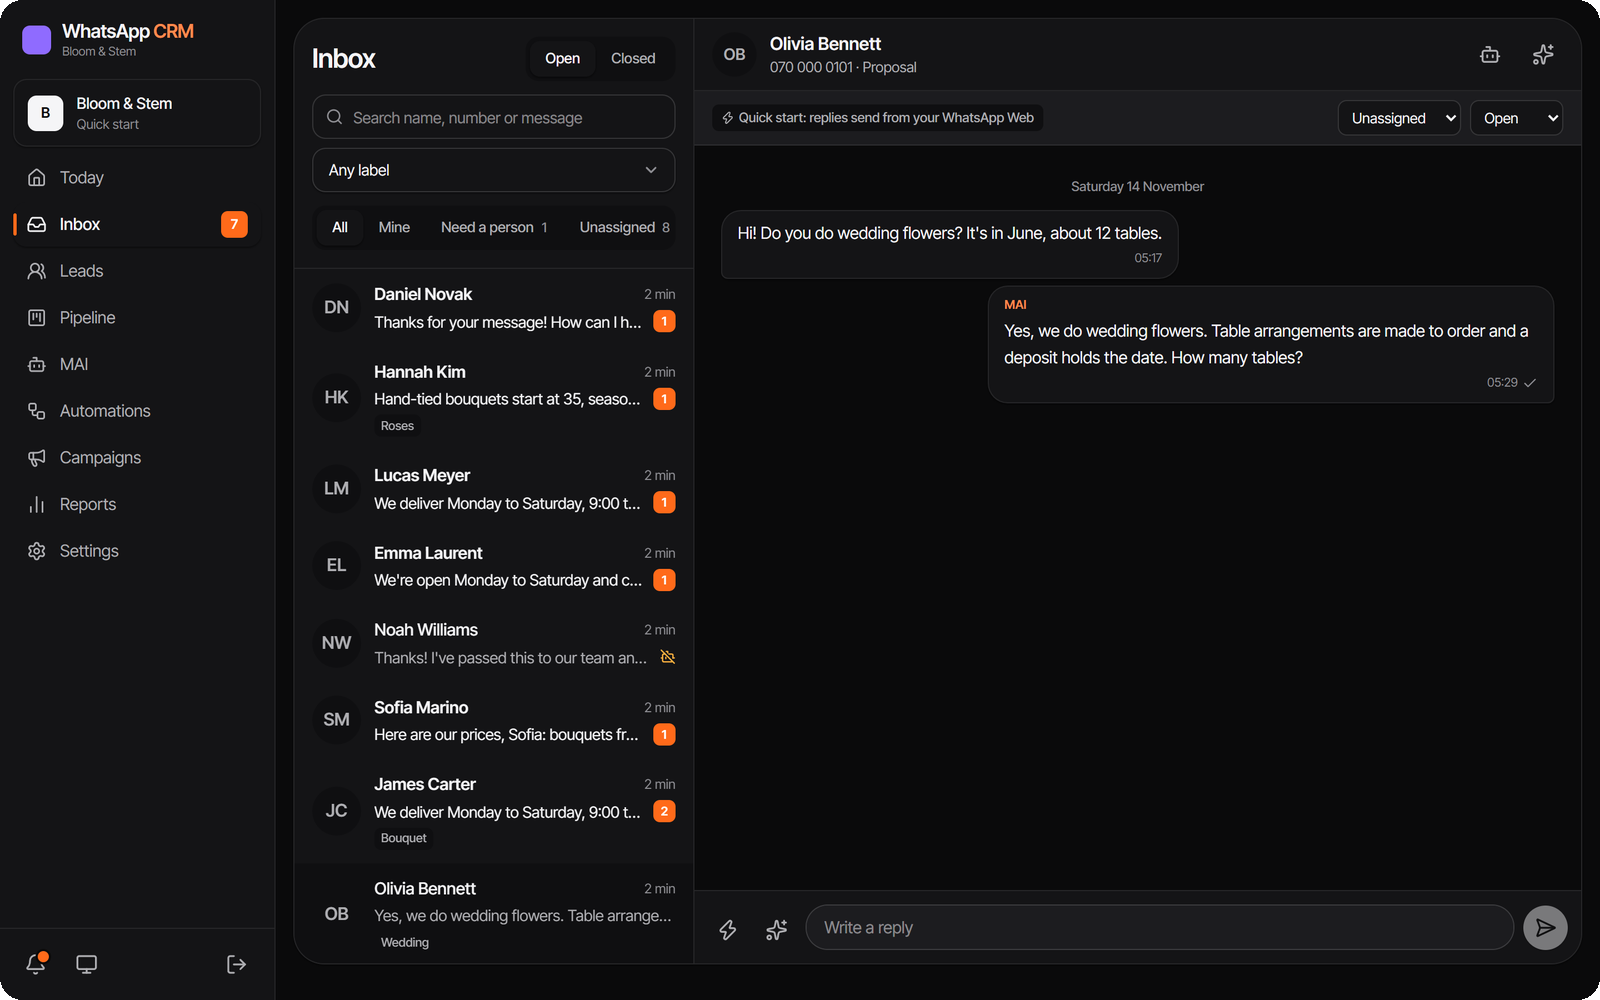 WhatsApp CRM
Bloom & Stem
B
Bloom & Stem
Quick start
Today
Inbox
7
Leads
Pipeline
MAI
Automations
Campaigns
Reports
Settings
Inbox
Open
Closed
Search name, number or message
Any label
All
Mine
Need a person 1
Unassigned 8
DN
Daniel Novak
2 min
Thanks for your message! How can I h...
1
HK
Hannah Kim
2 min
Hand-tied bouquets start at 35, seaso...
1
Roses
LM
Lucas Meyer
2 min
We deliver Monday to Saturday, 9:00 t...
1
EL
Emma Laurent
2 min
We're open Monday to Saturday and c...
1
NW
Noah Williams
2 min
Thanks! I've passed this to our team an...
SM
Sofia Marino
2 min
Here are our prices, Sofia: bouquets fr...
1
JC
James Carter
2 min
We deliver Monday to Saturday, 9:00 t...
2
Bouquet
OB
Olivia Bennett
2 min
Yes, we do wedding flowers. Table arrange...
Wedding
OB
Olivia Bennett
070 000 0101 · Proposal
Quick start: replies send from your WhatsApp Web
Unassigned
Open
Saturday 14 November
Hi! Do you do wedding flowers? It's in June, about 12 tables.
05:17
MAI
Yes, we do wedding flowers. Table arrangements are made to order and a
deposit holds the date. How many tables?
05:29
Write a reply